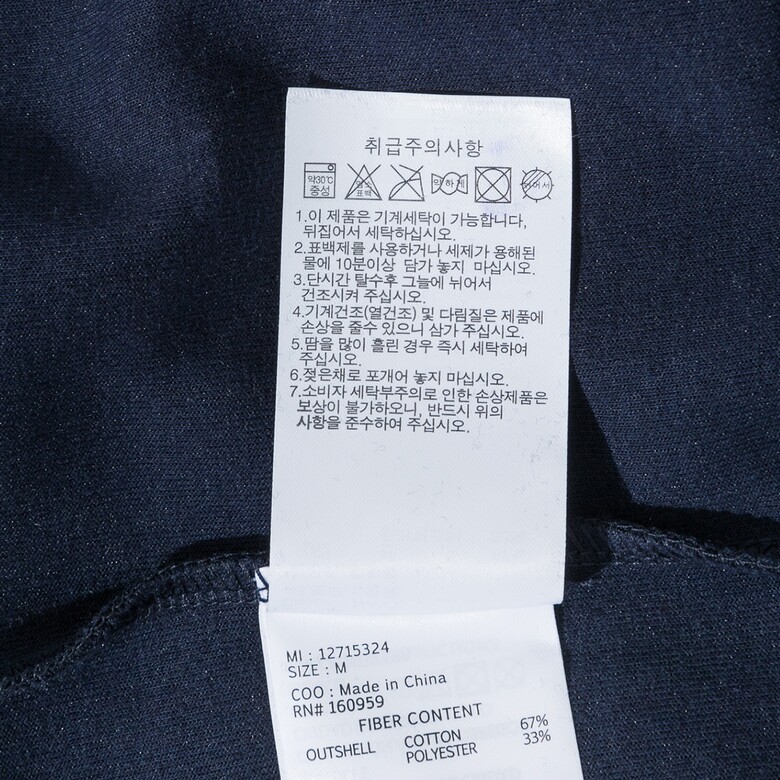 취급주의사항
약30℃ 중성 염소 표백 약하게 뉘어서
1.이 제품은 기계세탁이 가능합니다,
뒤집어서 세탁하십시오.
2.표백제를 사용하거나 세제가 용해된
물에 10분이상 담가 놓지 마십시오.
3.단시간 탈수후 그늘에 뉘어서
건조시켜 주십시오.
4.기계건조(열건조) 및 다림질은 제품에
손상을 줄수 있으니 삼가 주십시오.
5.땀을 많이 흘린 경우 즉시 세탁하여
주십시오.
6.젖은채로 포개어 놓지 마십시오.
7.소비자 세탁부주의로 인한 손상제품은
보상이 불가하오니, 반드시 위의
사항을 준수하여 주십시오.
MI : 12715324
SIZE : M
COO : Made in China
RN# 160959
FIBER CONTENT
OUTSHELL COTTON 67%
POLYESTER 33%